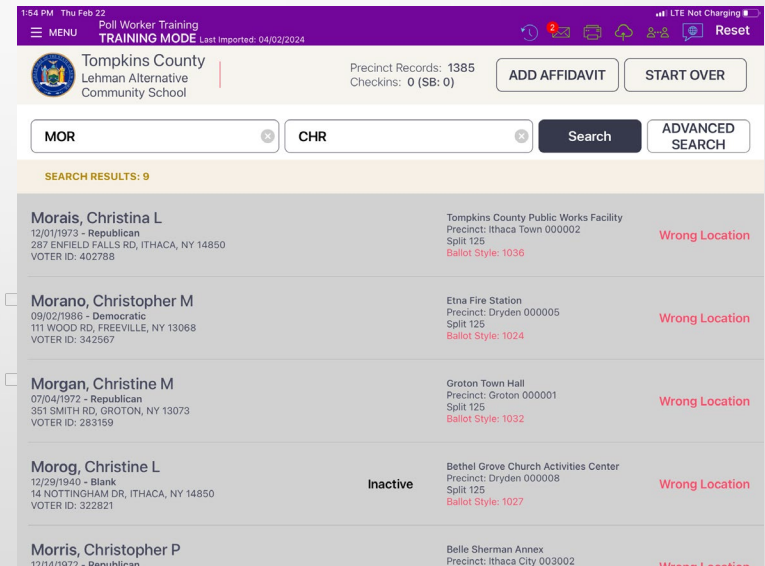 1:54 PM Thu Feb 22
LTE Not Charging
MENU
Poll Worker Training
TRAINING MODE Last Imported: 04/02/2024
2
Reset
Tompkins County
Lehman Alternative
Community School
Precinct Records: 1385
Checkins: 0 (SB: 0)
ADD AFFIDAVIT
START OVER
MOR
CHR
Search
ADVANCED
SEARCH
SEARCH RESULTS: 9
Morais, Christina L
12/01/1973 - Republican
287 ENFIELD FALLS RD, ITHACA, NY 14850
VOTER ID: 402788
Tompkins County Public Works Facility
Precinct: Ithaca Town 000002
Split 125
Ballot Style: 1036
Wrong Location
Morano, Christopher M
09/02/1986 - Democratic
111 WOOD RD, FREEVILLE, NY 13068
VOTER ID: 342567
Etna Fire Station
Precinct: Dryden 000005
Split 125
Ballot Style: 1024
Wrong Location
Morgan, Christine M
07/04/1972 - Republican
351 SMITH RD, GROTON, NY 13073
VOTER ID: 283159
Groton Town Hall
Precinct: Groton 000001
Split 125
Ballot Style: 1032
Wrong Location
Morog, Christine L
12/29/1940 - Blank
14 NOTTINGHAM DR, ITHACA, NY 14850
VOTER ID: 322821
Inactive
Bethel Grove Church Activities Center
Precinct: Dryden 000008
Split 125
Ballot Style: 1027
Wrong Location
Morris, Christopher P
12/14/1972 - Republican
Belle Sherman Annex
Precinct: Ithaca City 003002
Wrong Location